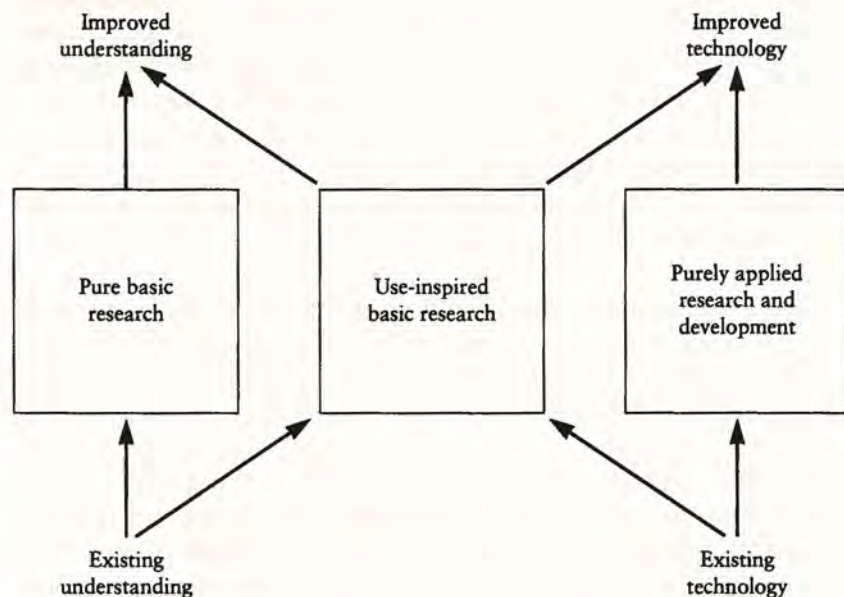 Improved
understanding
Improved
technology
Pure basic
research
Use-inspired
basic research
Purely applied
research and
development
Existing
understanding
Existing
technology